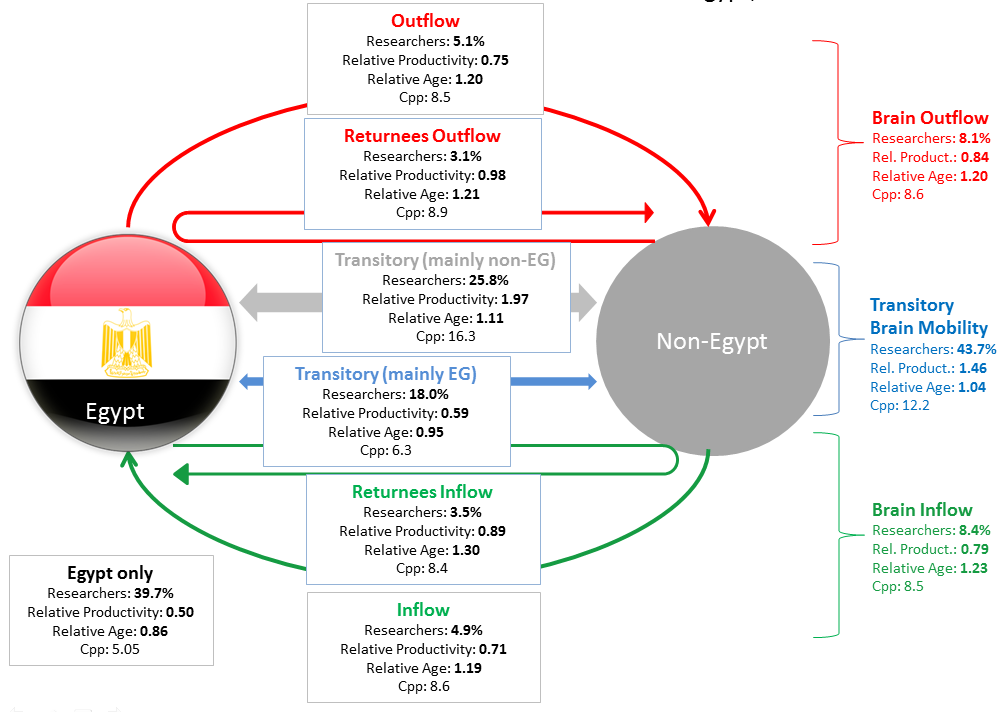 Outflow
Researchers: 5.1%
Relative Productivity: 0.75
Relative Age: 1.20
Cpp: 8.5
Returnees Outflow
Researchers: 3.1%
Relative Productivity: 0.98
Relative Age: 1.21
Cpp: 8.9
Transitory (mainly non-EG)
Researchers: 25.8%
Relative Productivity: 1.97
Relative Age: 1.11
Cpp: 16.3
Transitory (mainly EG)
Researchers: 18.0%
Relative Productivity: 0.59
Relative Age: 0.95
Cpp: 6.3
Returnees Inflow
Researchers: 3.5%
Relative Productivity: 0.89
Relative Age: 1.30
Cpp: 8.4
Inflow
Researchers: 4.9%
Relative Productivity: 0.71
Relative Age: 1.19
Cpp: 8.6
Egypt
Non-Egypt
Egypt only
Researchers: 39.7%
Relative Productivity: 0.50
Relative Age: 0.86
Cpp: 5.05
Brain Outflow
Researchers: 8.1%
Rel. Product.: 0.84
Relative Age: 1.20
Cpp: 8.6
Transitory
Brain Mobility
Researchers: 43.7%
Rel. Product.: 1.46
Relative Age: 1.04
Cpp: 12.2
Brain Inflow
Researchers: 8.4%
Rel. Product.: 0.79
Relative Age: 1.23
Cpp: 8.5